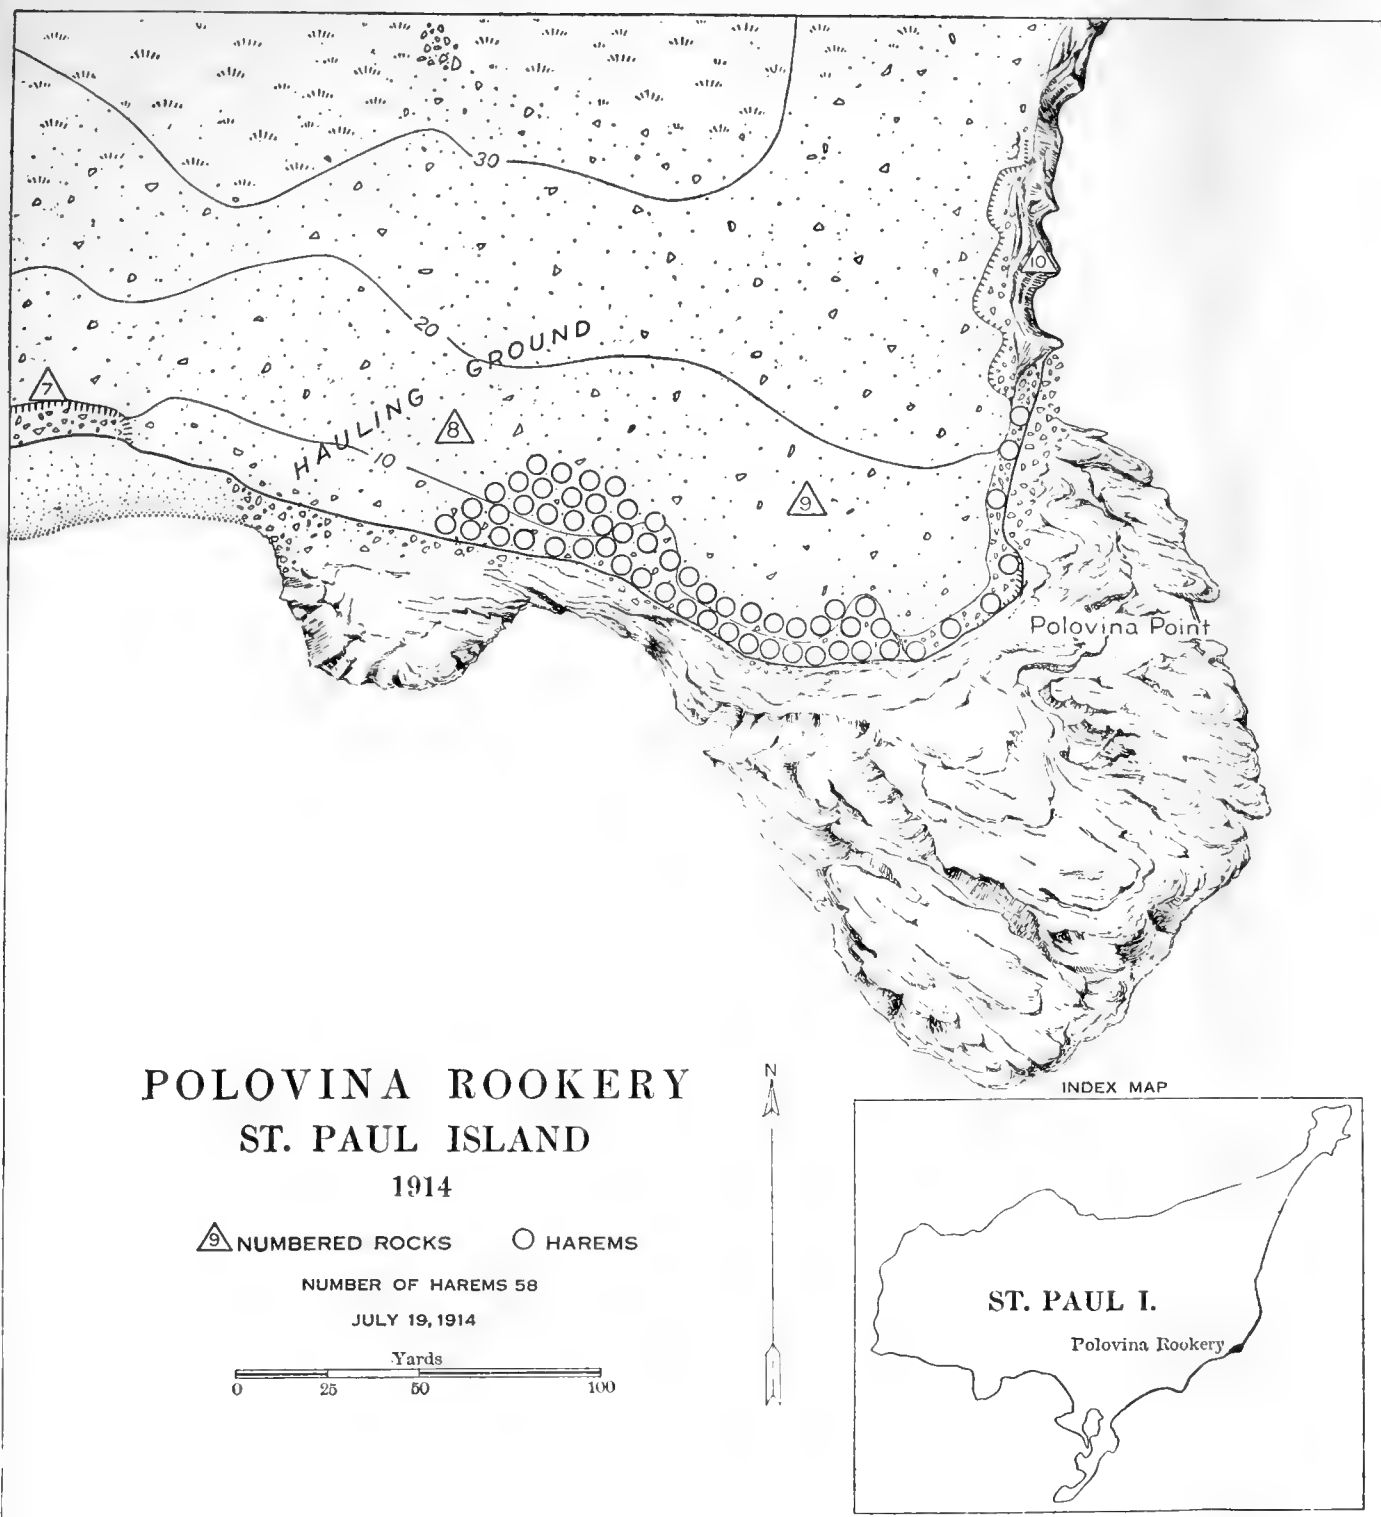 30
10
20
HAULING GROUND
7
8
10
9
Polovina Point
POLOVINA ROOKERY
ST. PAUL ISLAND
1914
9 NUMBERED ROCKS HAREMS
NUMBER OF HAREMS 58
JULY 19, 1914
Yards
0 25 50 100
N
INDEX MAP
ST. PAUL I.
Polovina Rookery